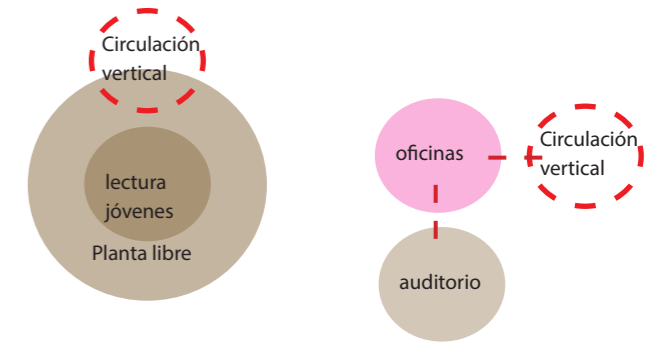 Circulación
vertical
lectura
jóvenes
Planta libre
oficinas
Circulación
vertical
auditorio